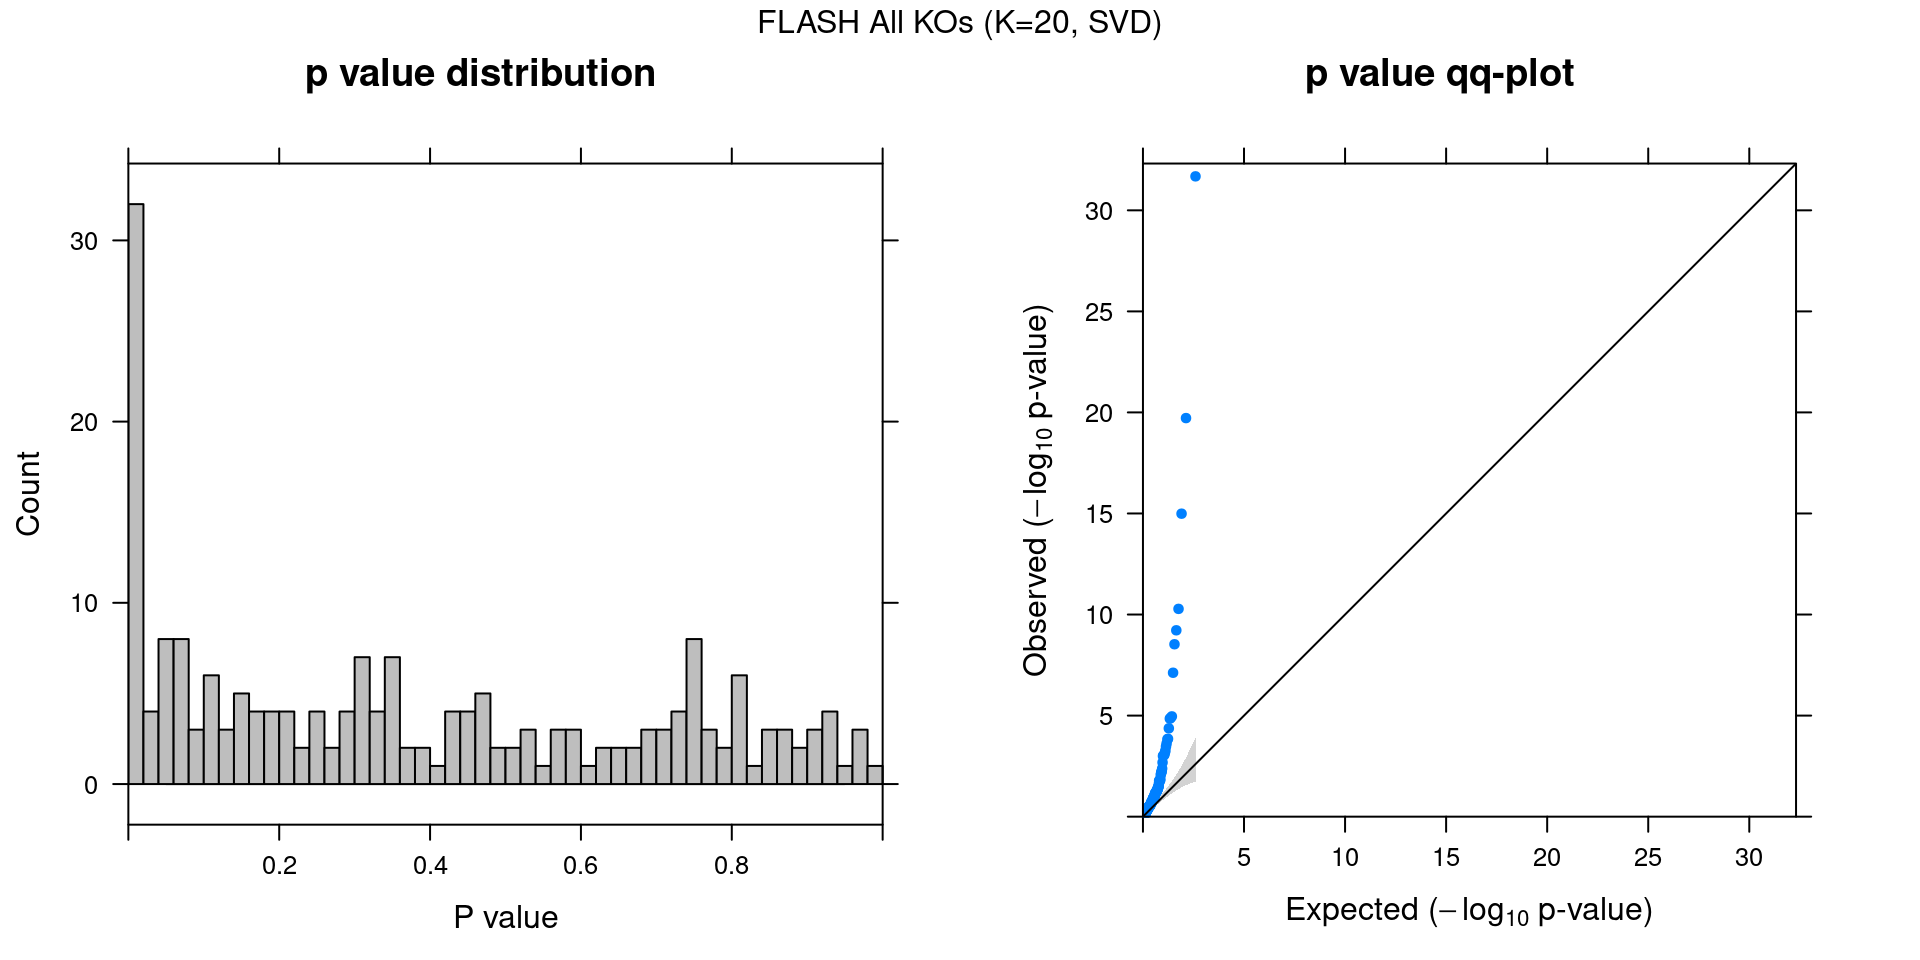 FLASH All KOs (K=20, SVD)
p value distribution
Count
30
20
10
0
0.2 0.4 0.6 0.8
P value
p value qq-plot
Observed (−log10 p-value)
30
25
20
15
10
5
5 10 15 20 25 30
Expected (−log10 p-value)